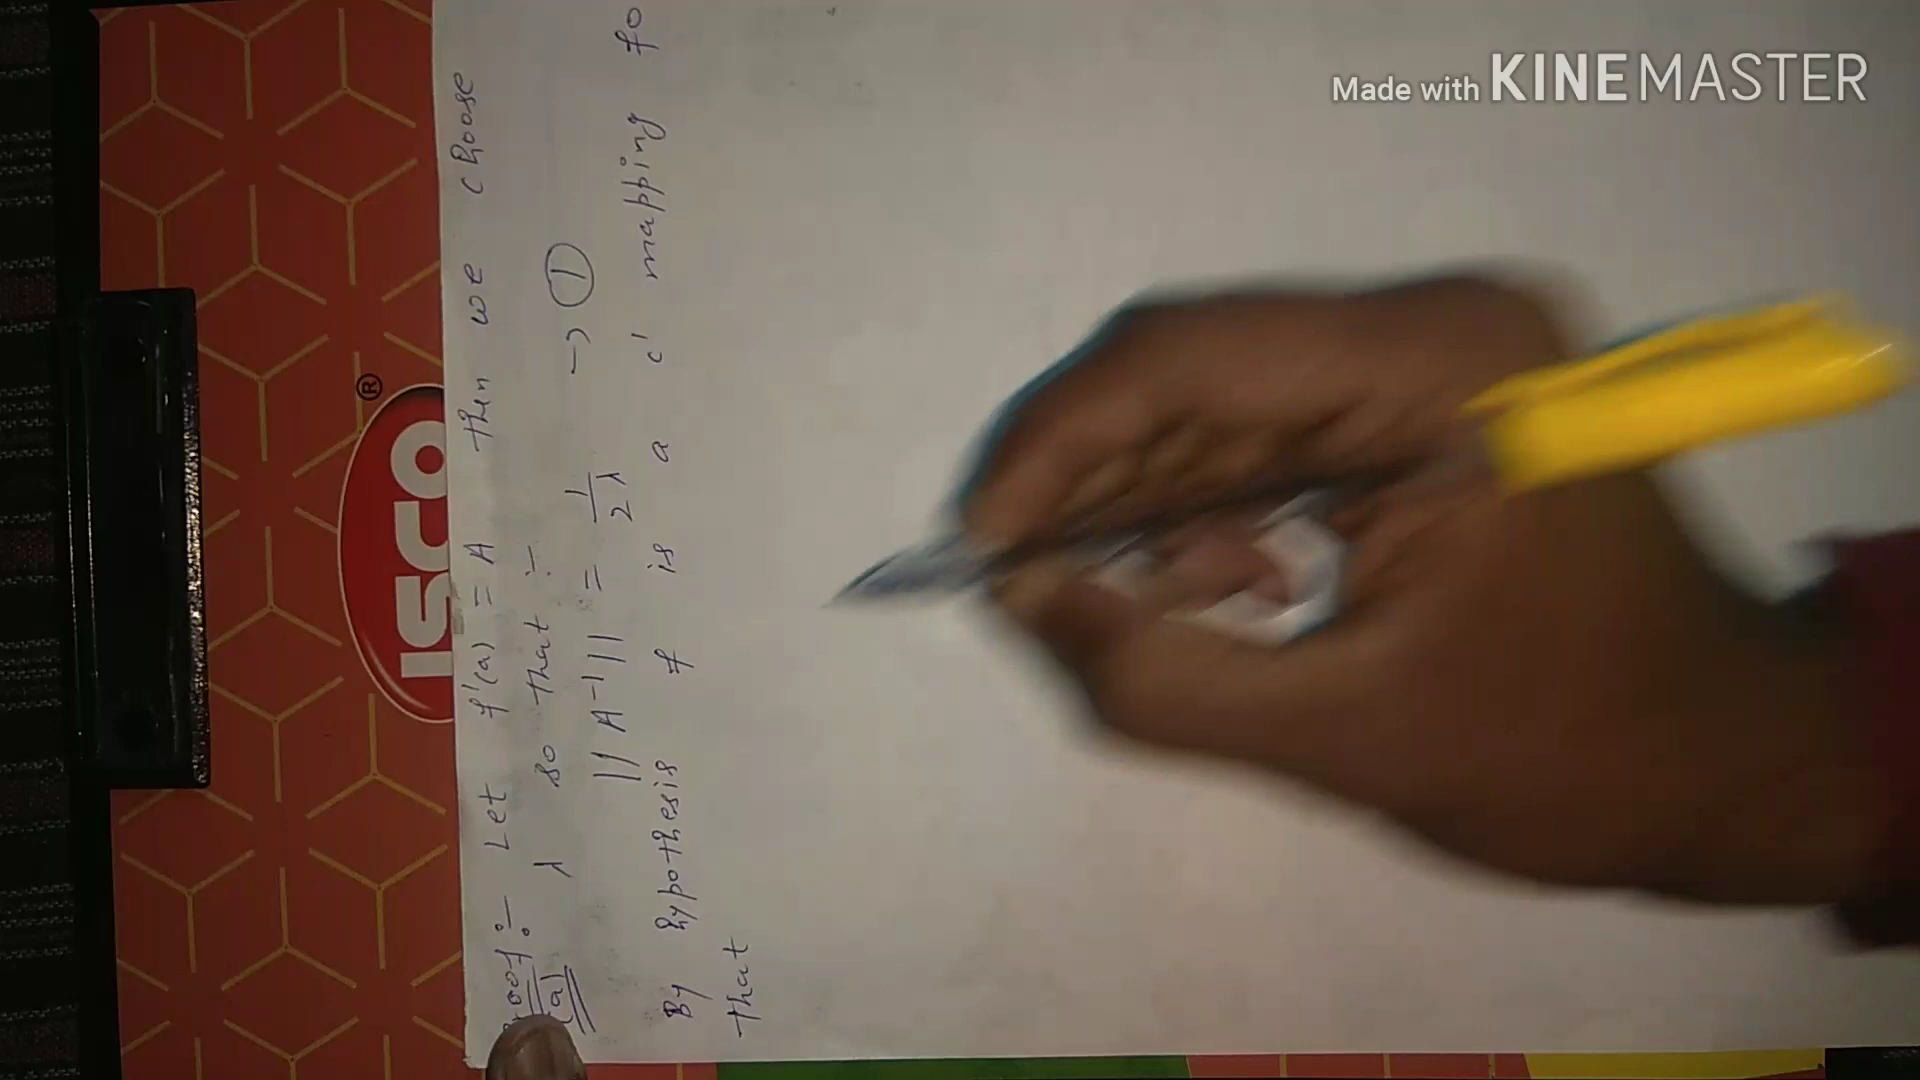 Made with KINEMASTER
ISCO ®
Proof:- Let f'(a) = A then we choose
(a) λ so that :-
||A⁻¹|| = 1/2λ → ①
By hypothesis f is a c' mapping fo
that